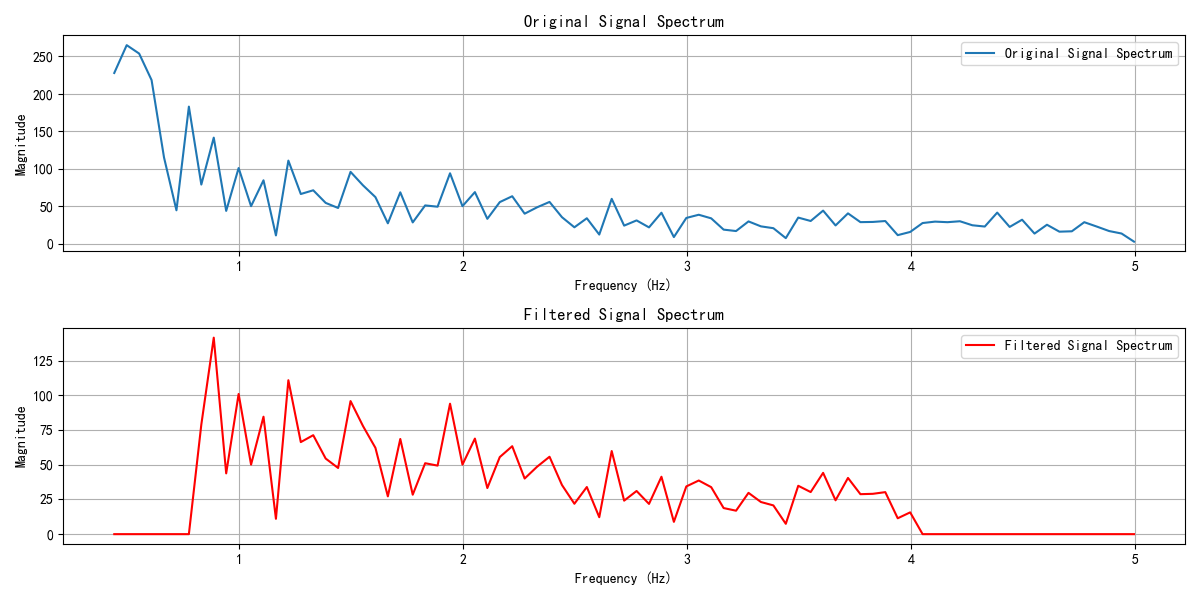 Original Signal Spectrum
Original Signal Spectrum
250
200
150
100
50
0
Magnitude
1 2 3 4 5
Frequency (Hz)
Filtered Signal Spectrum
Filtered Signal Spectrum
125
100
75
50
25
0
Magnitude
1 2 3 4 5
Frequency (Hz)